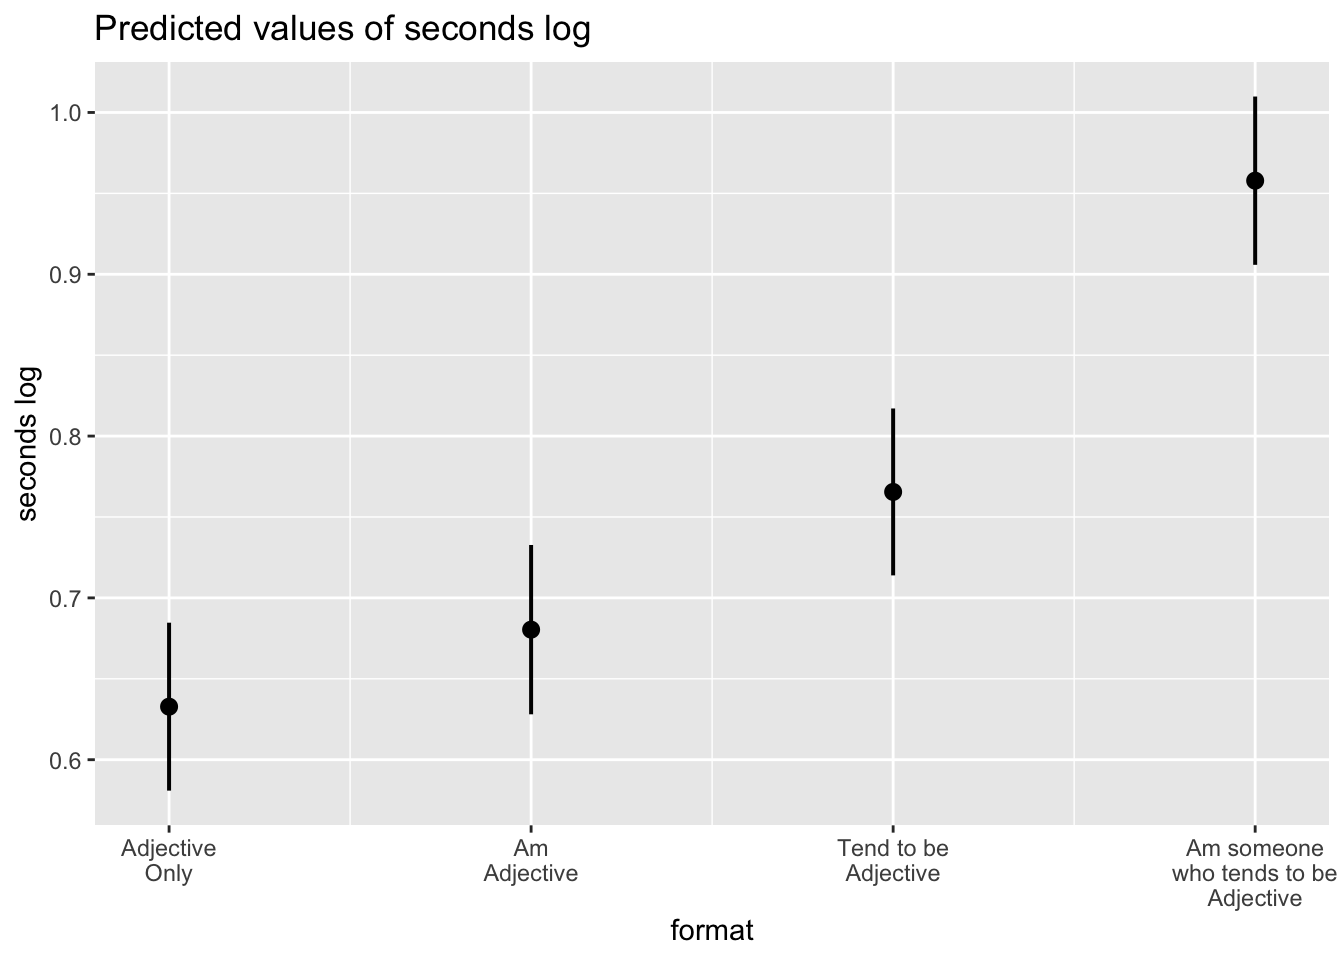 Predicted values of seconds log
seconds log
1.0
0.9
0.8
0.7
0.6
Adjective
Only
Am
Adjective
Tend to be
Adjective
Am someone
who tends to be
Adjective
format